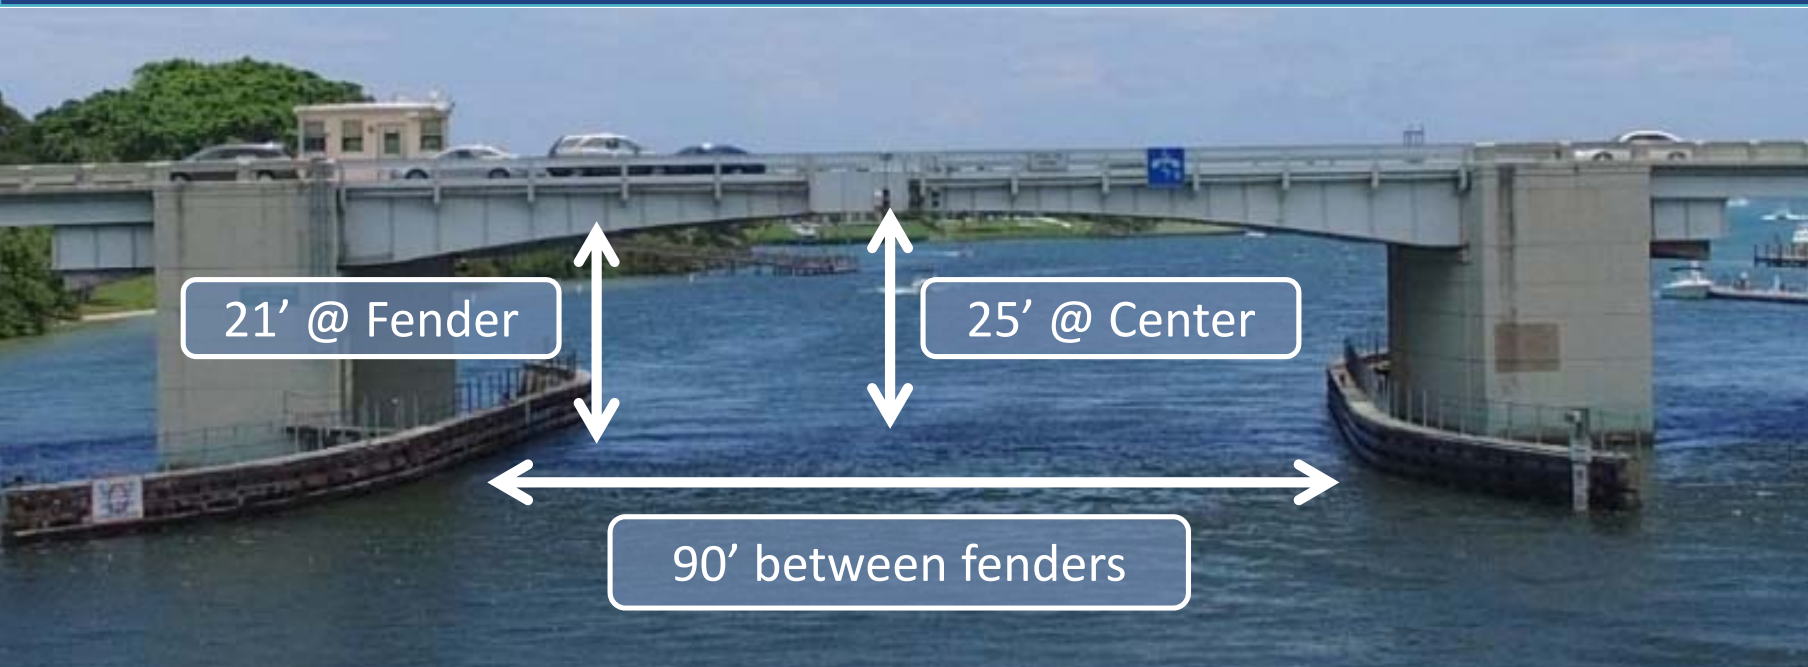 21’ @ Fender
25’ @ Center
90’ between fenders